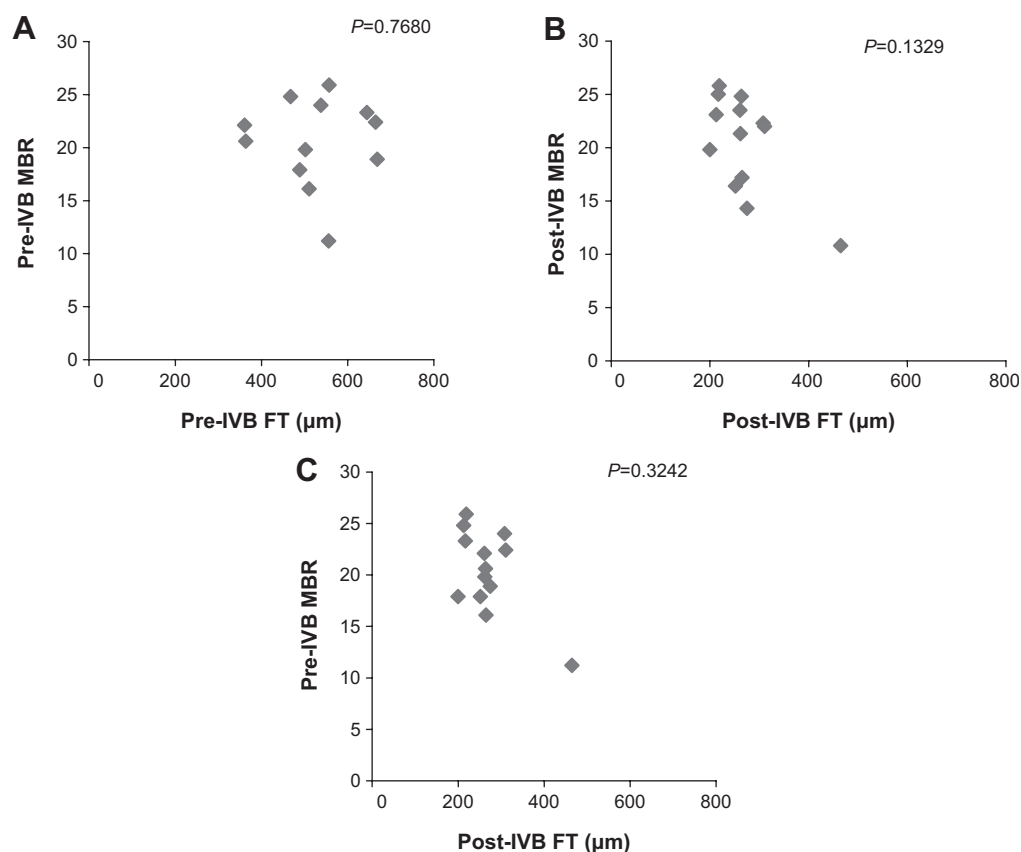 A
P=0.7680
30
25
20
15
10
5
0
Pre-IVB MBR
0 200 400 600 800
Pre-IVB FT (µm)
B
P=0.1329
30
25
20
15
10
5
0
Post-IVB MBR
0 200 400 600 800
Post-IVB FT (µm)
C
P=0.3242
30
25
20
15
10
5
0
Pre-IVB MBR
0 200 400 600 800
Post-IVB FT (µm)